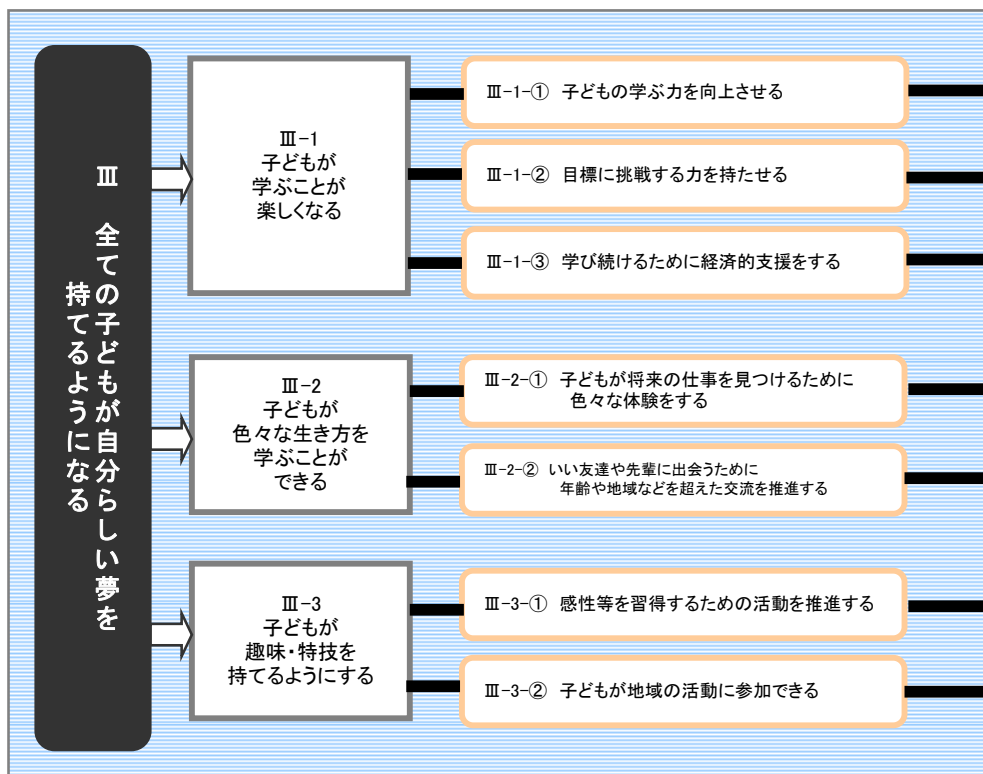 Ⅲ 全ての子どもが自分らしい夢を
持てるようになる
Ⅲ-1
子どもが
学ぶことが
楽しくなる
Ⅲ-1-① 子どもの学ぶ力を向上させる
Ⅲ-1-② 目標に挑戦する力を持たせる
Ⅲ-1-③ 学び続けるために経済的支援をする
Ⅲ-2
子どもが
色々な生き方を
学ぶことが
できる
Ⅲ-2-① 子どもが将来の仕事を見つけるために
色々な体験をする
Ⅲ-2-② いい友達や先輩に出会うために
年齢や地域などを超えた交流を推進する
Ⅲ-3
子どもが
趣味・特技を
持てるようにする
Ⅲ-3-① 感性等を習得するための活動を推進する
Ⅲ-3-② 子どもが地域の活動に参加できる